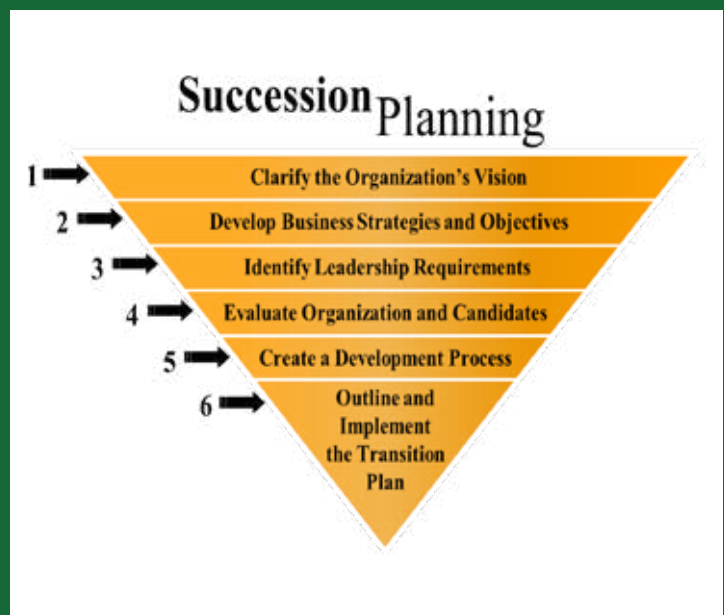 Succession Planning
1 Clarify the Organization's Vision
2 Develop Business Strategies and Objectives
3 Identify Leadership Requirements
4 Evaluate Organization and Candidates
5 Create a Development Process
6 Outline and
Implement
the Transition
Plan